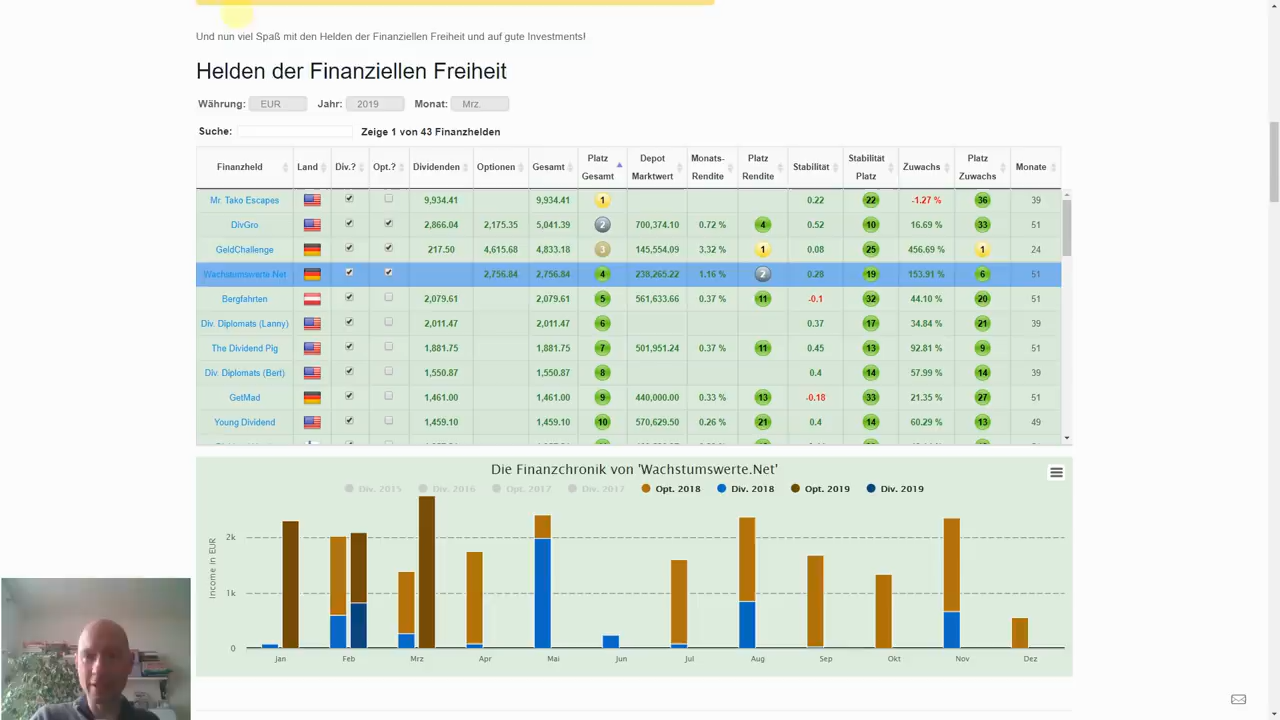 Und nun viel Spaß mit den Helden der Finanziellen Freiheit und auf gute Investments!
Helden der Finanziellen Freiheit
Währung: EUR Jahr: 2019 Monat: Mrz.
Suche: Zeige 1 von 43 Finanzhelden
Finanzheld Land Div.? Opt.? Dividenden Optionen Gesamt Platz Gesamt Depot Marktwert Monats-Rendite Platz Rendite Stabilität Stabilität Platz Zuwachs Platz Zuwachs Monate
Mr. Tako Escapes 9,934.41 9,934.41 1 0.22 22 -1.27 % 36 39
DivGro 2,866.04 2,175.35 5,041.39 2 700,374.10 0.72 % 4 0.52 10 16.69 % 33 51
GeldChallenge 217.50 4,615.68 4,833.18 3 145,554.09 3.32 % 1 0.08 25 456.69 % 1 24
Wachstumswerte.Net 2,756.84 2,756.84 4 238,265.22 1.16 % 2 0.28 19 153.91 % 6 51
Bergfahrten 2,079.61 2,079.61 5 561,633.66 0.37 % 11 -0.1 32 44.10 % 20 51
Div. Diplomats (Lanny) 2,011.47 2,011.47 6 0.37 17 34.84 % 21 39
The Dividend Pig 1,881.75 1,881.75 7 501,951.24 0.37 % 11 0.45 13 92.81 % 9 51
Div. Diplomats (Bert) 1,550.87 1,550.87 8 0.4 14 57.99 % 14 39
GetMad 1,461.00 1,461.00 9 440,000.00 0.33 % 13 -0.18 33 21.35 % 27 51
Young Dividend 1,459.10 1,459.10 10 570,629.50 0.26 % 21 0.4 14 60.29 % 13 49
Die Finanzchronik von 'Wachstumswerte.Net'
Div. 2015 Div. 2016 Opt. 2017 Div. 2017 Opt. 2018 Div. 2018 Opt. 2019 Div. 2019
Income in EUR
2k
1k
0
Jan Feb Mrz Apr Mai Jun Jul Aug Sep Okt Nov Dez